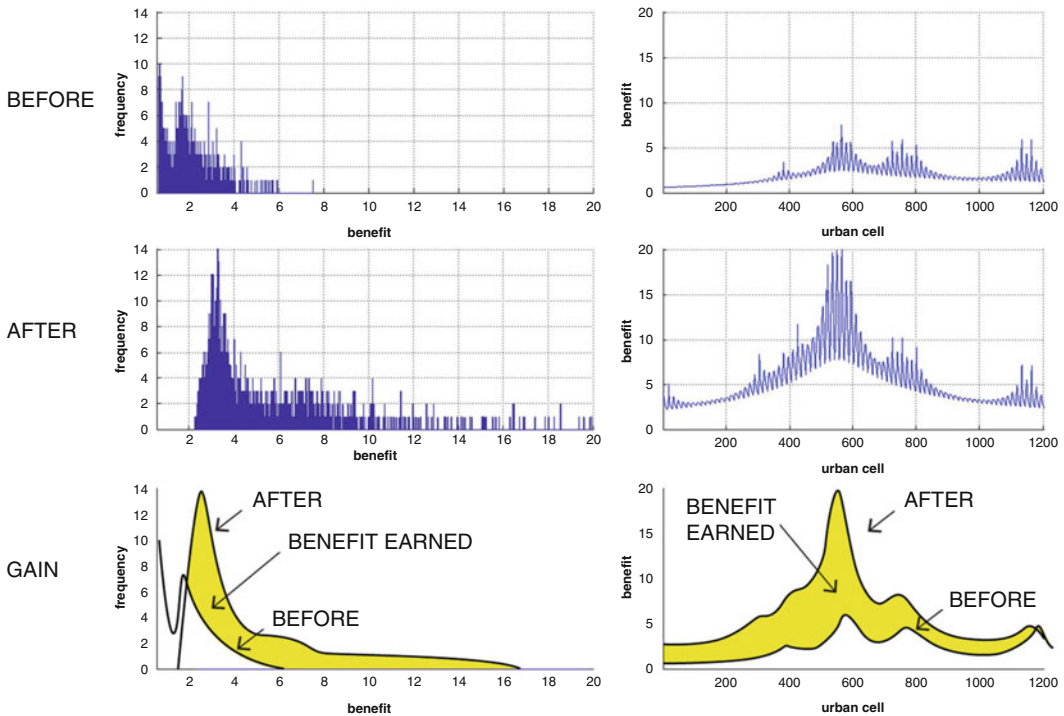 BEFORE
frequency
14
12
10
8
6
4
2
0
2 4 6 8 10 12 14 16 18 20
benefit
benefit
20
15
10
5
0
200 400 600 800 1000 1200
urban cell
AFTER
frequency
14
12
10
8
6
4
2
0
2 4 6 8 10 12 14 16 18 20
benefit
benefit
20
15
10
5
0
200 400 600 800 1000 1200
urban cell
GAIN
frequency
14
12
10
8
6
4
2
0
AFTER
BENEFIT EARNED
BEFORE
2 4 6 8 10 12 14 16 18 20
benefit
benefit
20
15
10
5
0
BENEFIT
EARNED
AFTER
BEFORE
200 400 600 800 1000 1200
urban cell